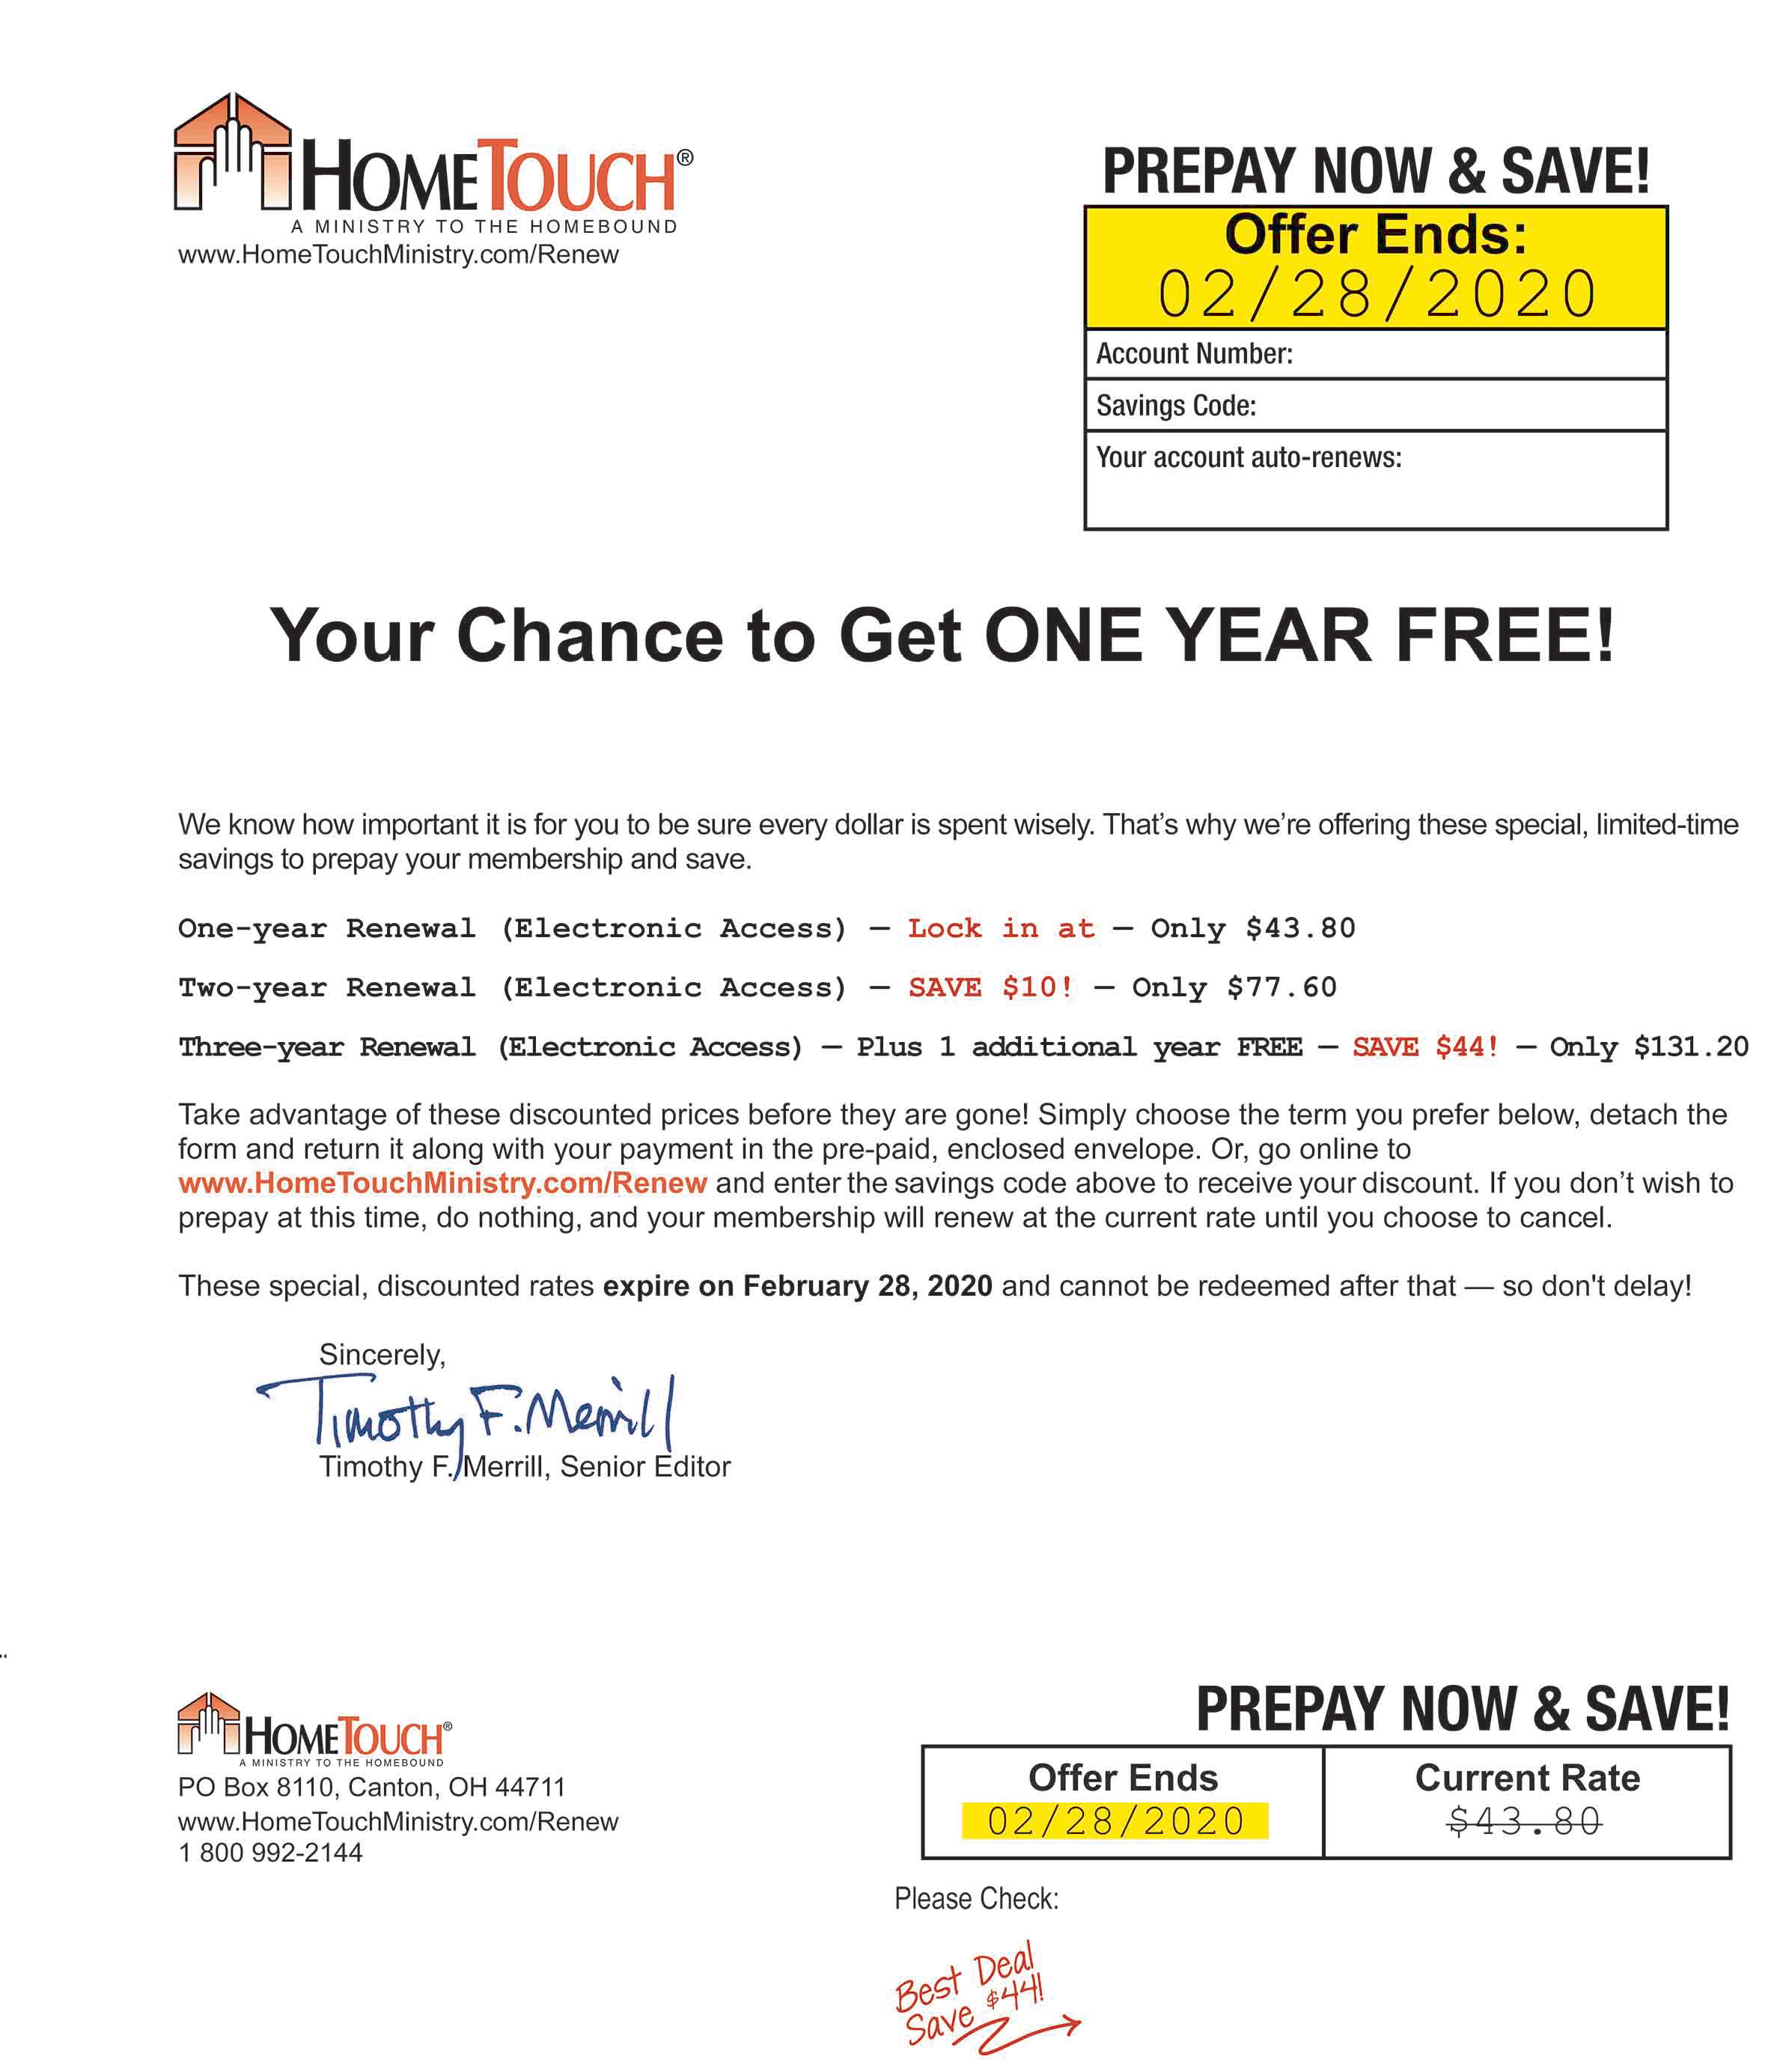 HOMETOUCH®
A MINISTRY TO THE HOMEBOUND
www.HomeTouchMinistry.com/Renew
PREPAY NOW & SAVE!
Offer Ends:
02/28/2020
Account Number:
Savings Code:
Your account auto-renews:
Your Chance to Get ONE YEAR FREE!
We know how important it is for you to be sure every dollar is spent wisely. That’s why we’re offering these special, limited-time
savings to prepay your membership and save.
One-year Renewal (Electronic Access) — Lock in at — Only $43.80
Two-year Renewal (Electronic Access) — SAVE $10! — Only $77.60
Three-year Renewal (Electronic Access) — Plus 1 additional year FREE — SAVE $44! — Only $131.20
Take advantage of these discounted prices before they are gone! Simply choose the term you prefer below, detach the
form and return it along with your payment in the pre-paid, enclosed envelope. Or, go online to
www.HomeTouchMinistry.com/Renew and enter the savings code above to receive your discount. If you don’t wish to
prepay at this time, do nothing, and your membership will renew at the current rate until you choose to cancel.
These special, discounted rates expire on February 28, 2020 and cannot be redeemed after that — so don't delay!
Sincerely,
Timothy F. Merrill
Timothy F. Merrill, Senior Editor
HOMETOUCH®
A MINISTRY TO THE HOMEBOUND
PO Box 8110, Canton, OH 44711
www.HomeTouchMinistry.com/Renew
1 800 992-2144
PREPAY NOW & SAVE!
Offer Ends
02/28/2020
Current Rate
$43.80
Please Check:
Best Deal
Save $44!